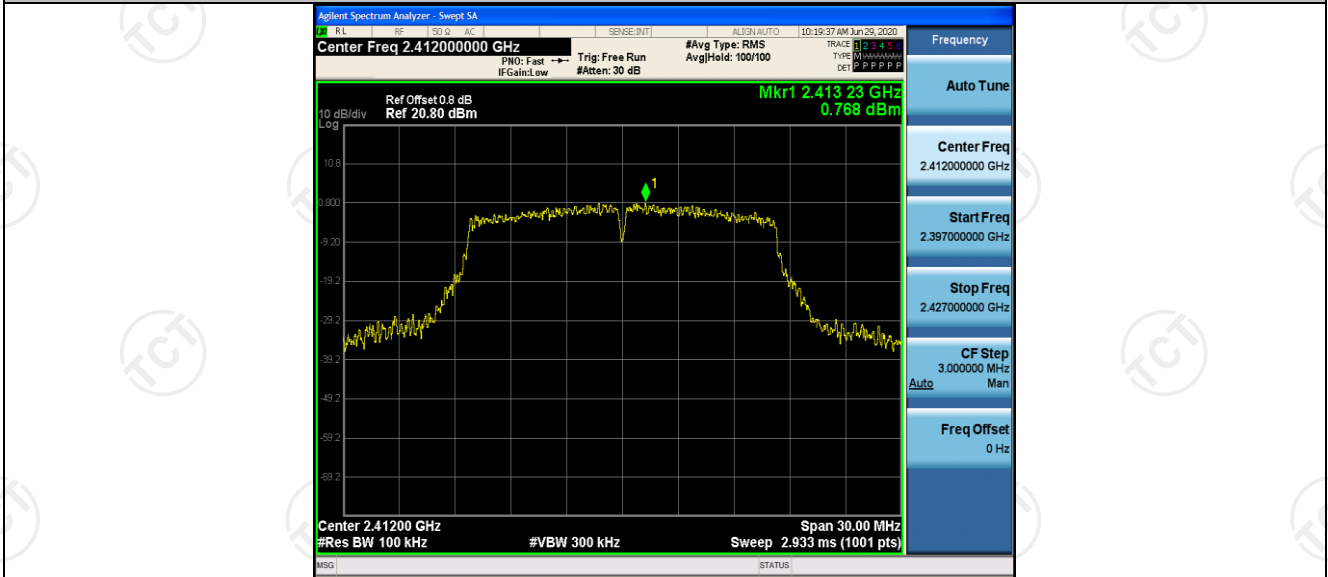 Agilent Spectrum Analyzer - Swept SA
RL RF 50 Ω AC SENSE:INT ALIGN AUTO 10:19:37 AM Jun 29, 2020
Center Freq 2.412000000 GHz
PNO: Fast
IFGain:Low
Trig: Free Run
#Atten: 30 dB
#Avg Type: RMS
Avg|Hold: 100/100
TRACE 1 2 3 4 5 6
TYPE M
DET P P P P P P
Frequency
Mkr1 2.413 23 GHz
0.768 dBm
Ref Offset 0.8 dB
Ref 20.80 dBm
10 dB/div
Log
10.8
0.800
-9.20
-19.2
-29.2
-39.2
-49.2
-59.2
-69.2
1
Center 2.41200 GHz
Span 30.00 MHz
#Res BW 100 kHz
#VBW 300 kHz
Sweep 2.933 ms (1001 pts)
MSG
STATUS
Auto Tune
Center Freq
2.412000000 GHz
Start Freq
2.397000000 GHz
Stop Freq
2.427000000 GHz
CF Step
3.000000 MHz
Auto Man
Freq Offset
0 Hz
TCT
TCT
TCT
TCT